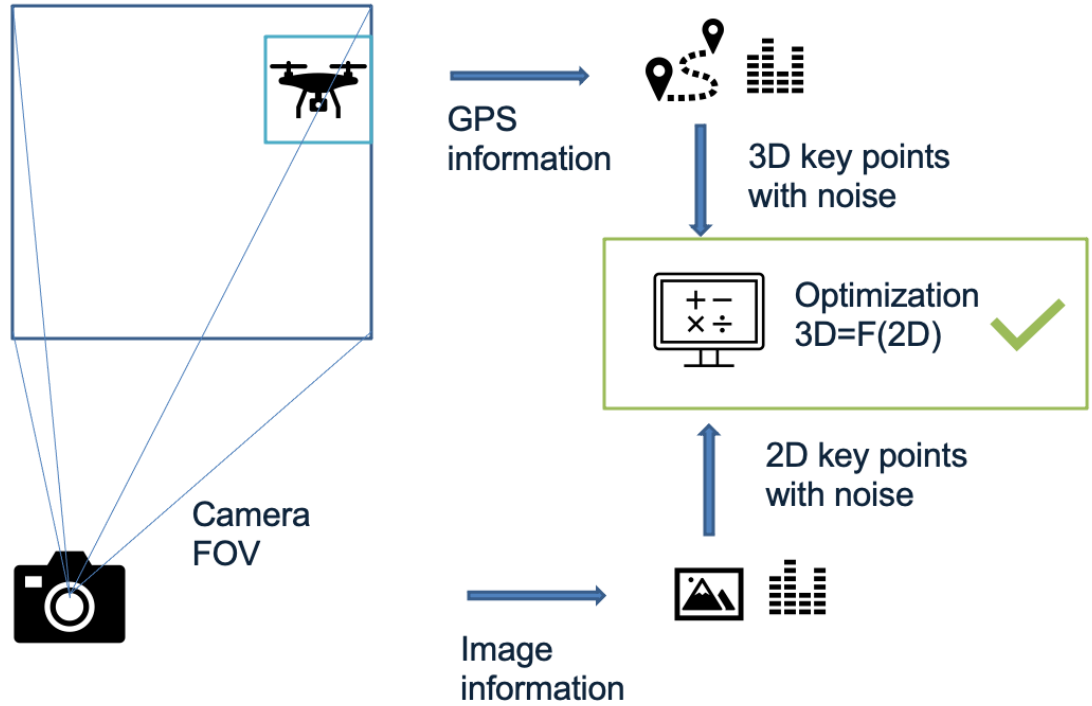 GPS
information
3D key points
with noise
Optimization
3D=F(2D)
2D key points
with noise
Camera
FOV
Image
information